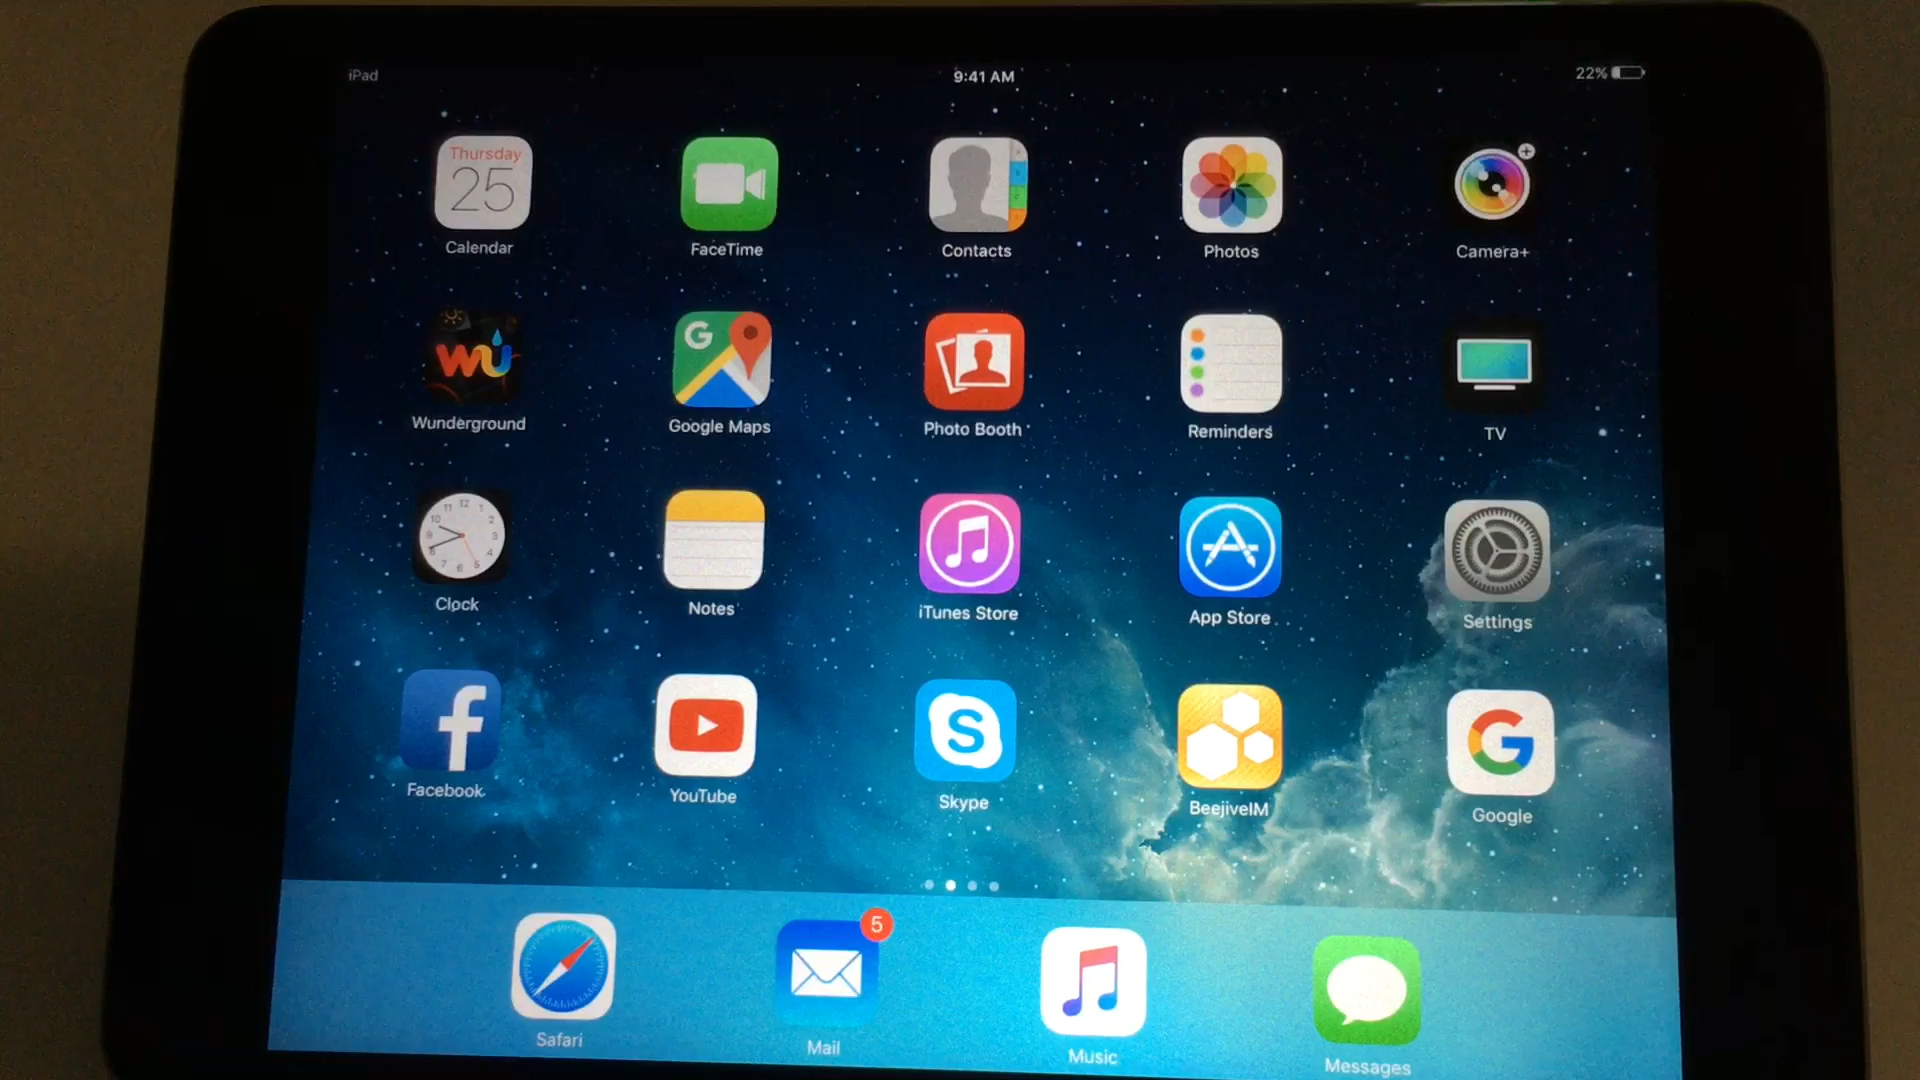 iPad 9:41 AM 22%
Thursday
25
Calendar FaceTime Contacts Photos Camera+
WU G
Wunderground Google Maps Photo Booth Reminders TV
Clock Notes iTunes Store App Store Settings
f S G
Facebook YouTube Skype BeejiveIM Google
5
Safari Mail Music Messages